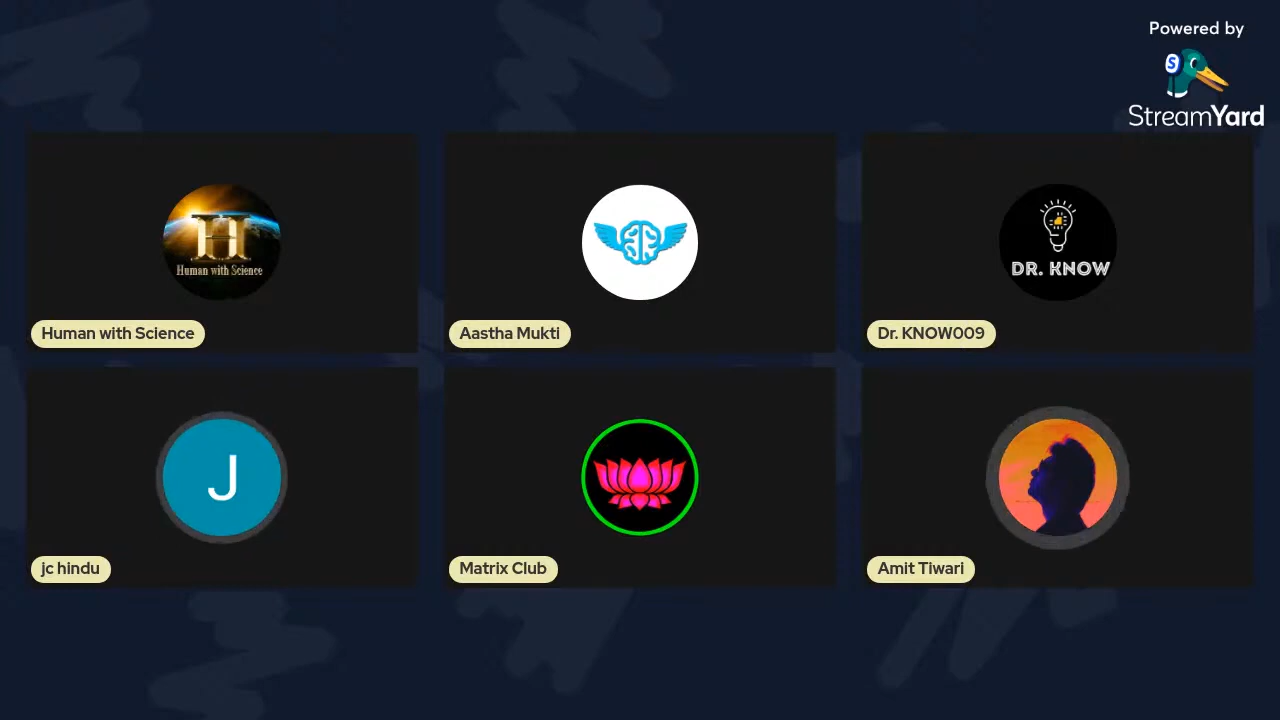 Powered by
S
StreamYard
H
Human with Science
DR. KNOW
Human with Science
Aastha Mukti
Dr. KNOW009
J
jc hindu
Matrix Club
Amit Tiwari